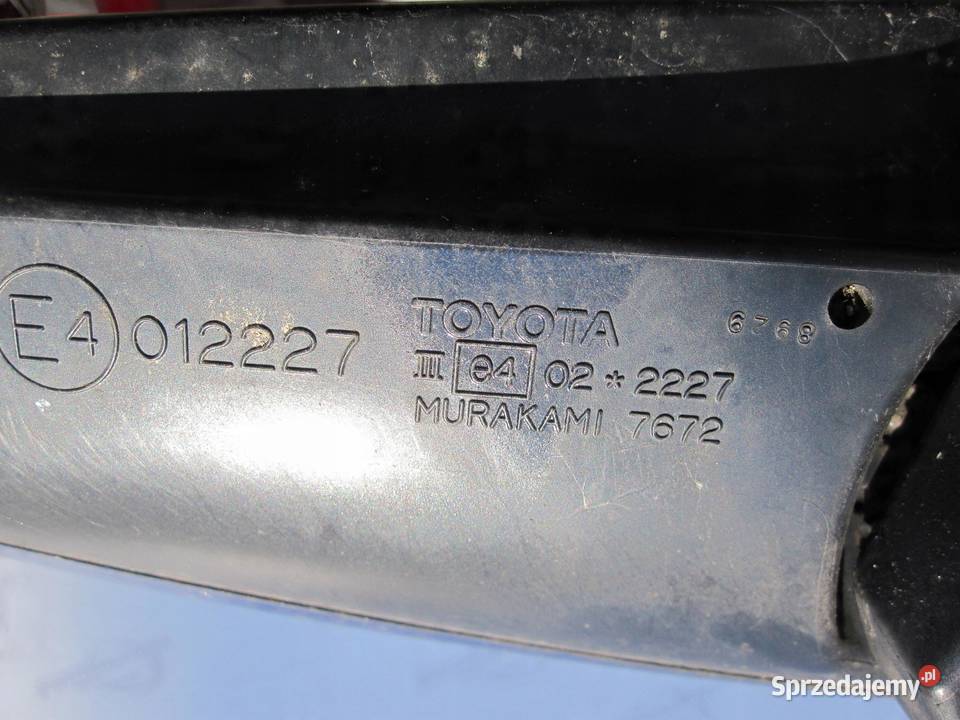 E4 012227
TOYOTA
III e4 02 * 2227
MURAKAMI 7672
6768
Sprzedajemy.pl